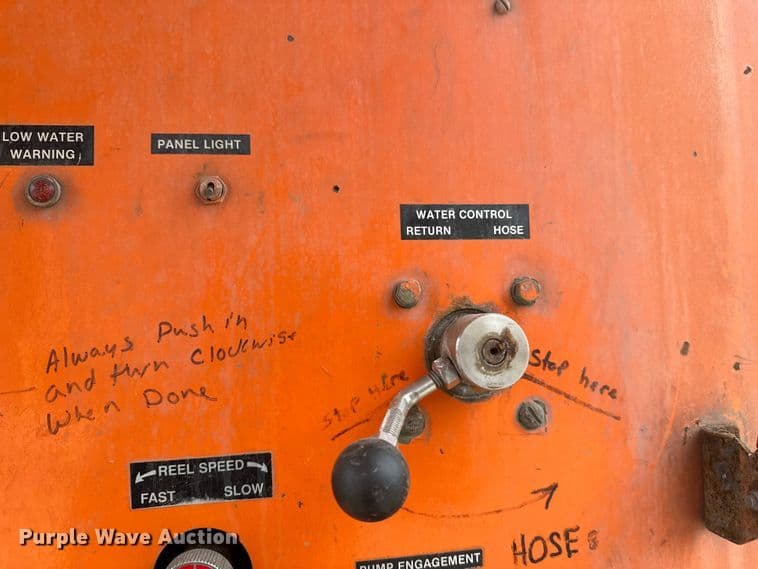 LOW WATER
WARNING
PANEL LIGHT
WATER CONTROL
RETURN HOSE
Always Push in
and turn Clockwise
When Done
Stop Here
Stop here
REEL SPEED
FAST SLOW
HOSE
PUMP ENGAGEMENT
Purple Wave Auction